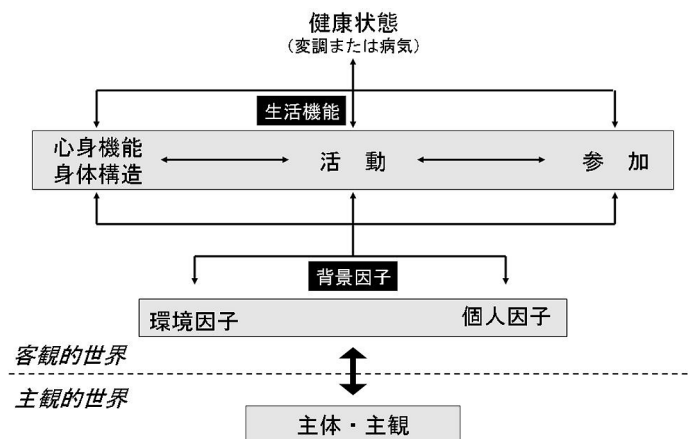 健康状態
(変調または病気)
生活機能
心身機能
身体構造
活 動
参 加
背景因子
環境因子
個人因子
客観的世界
主観的世界
主体・主観